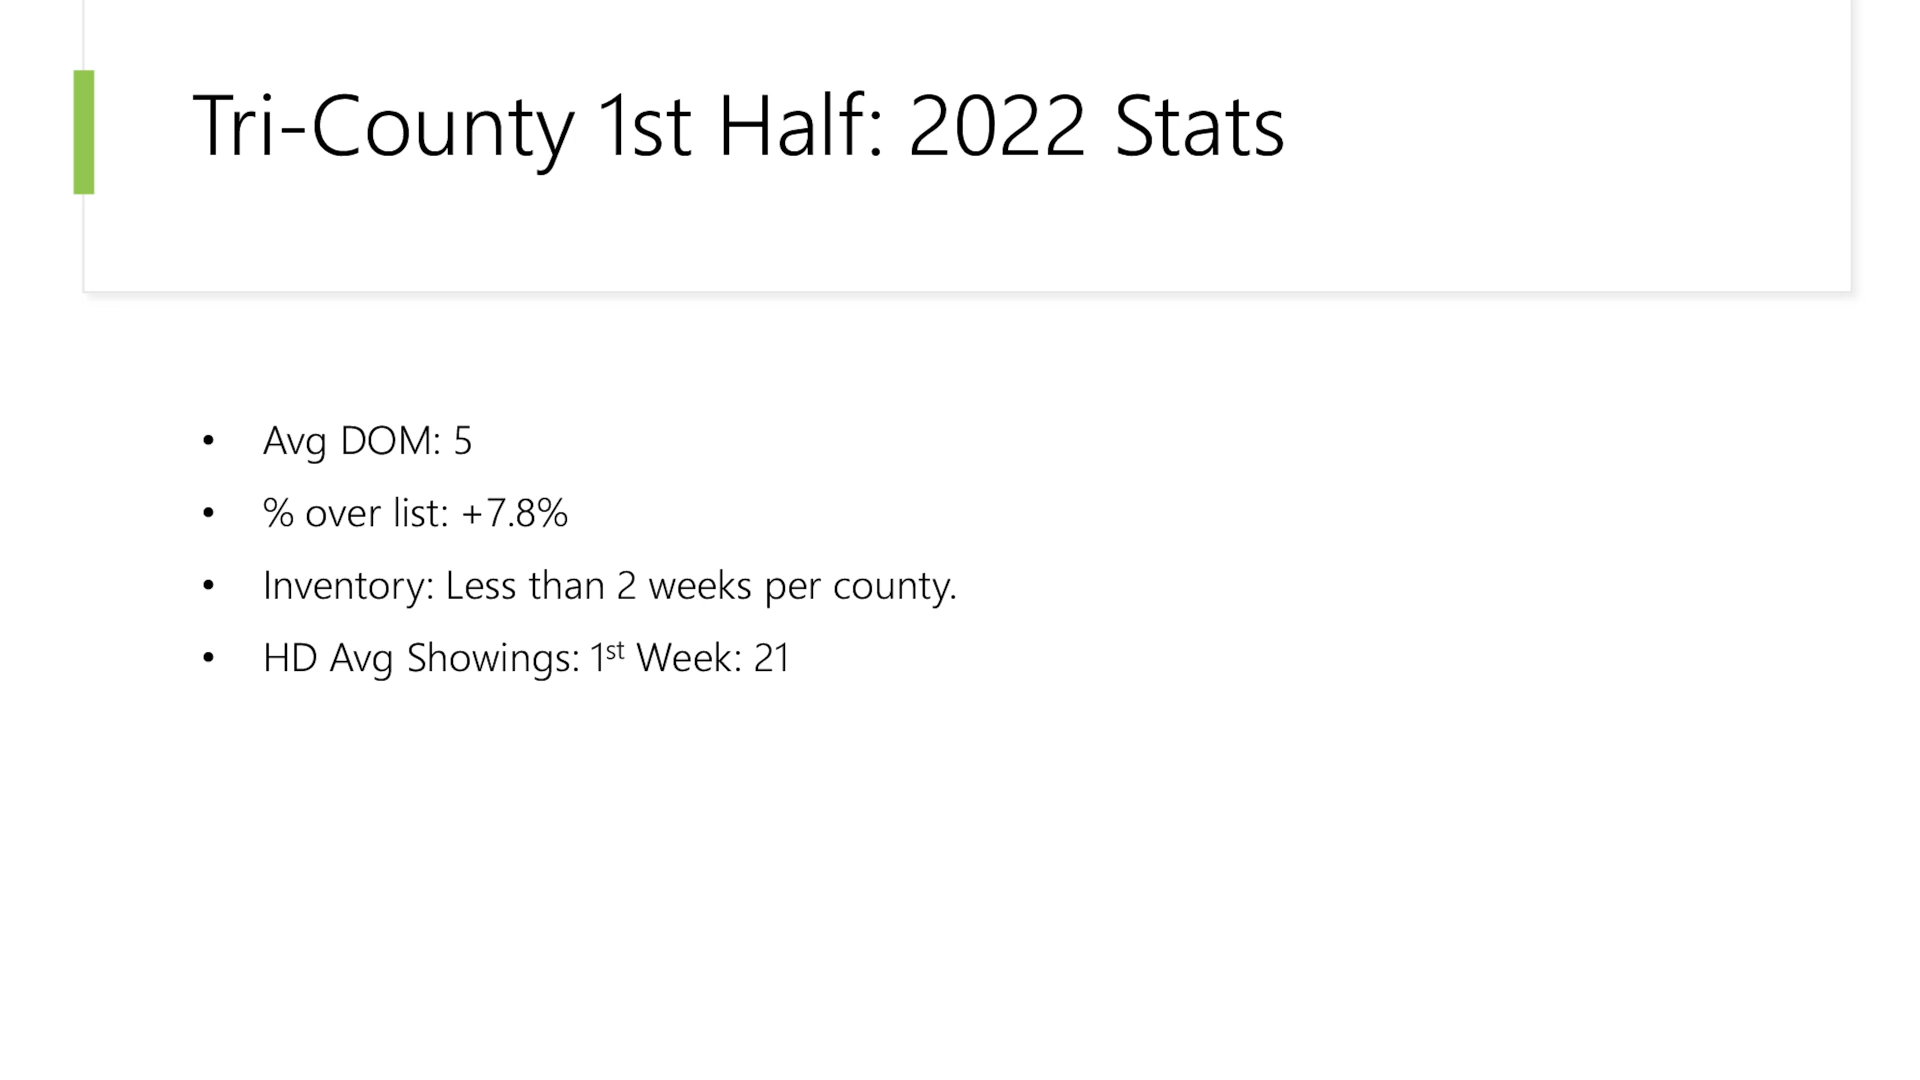 Tri-County 1st Half: 2022 Stats
• Avg DOM: 5
• % over list: +7.8%
• Inventory: Less than 2 weeks per county.
• HD Avg Showings: 1st Week: 21